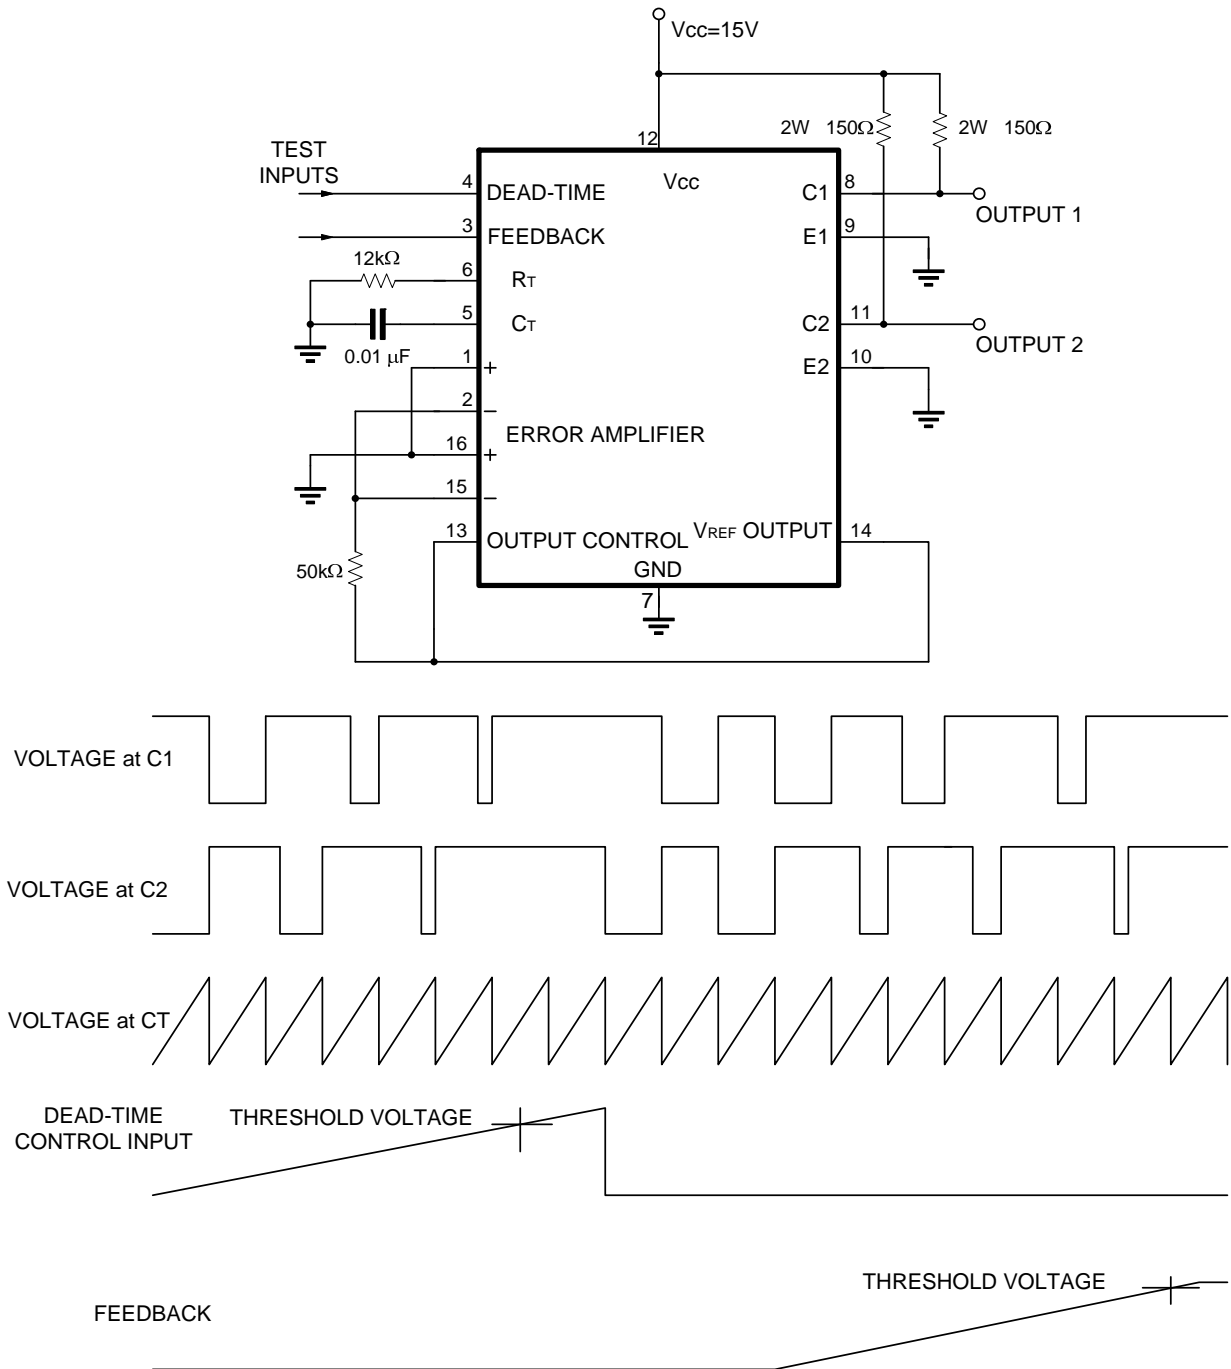 Vcc=15V
2W 150Ω
2W 150Ω
12
TEST
INPUTS
Vcc
4
DEAD-TIME
C1
8
OUTPUT 1
3
FEEDBACK
E1
9
12kΩ
6
RT
5
CT
C2
11
OUTPUT 2
0.01 μF
1
+
E2
10
2
−
ERROR AMPLIFIER
16
+
15
−
13
OUTPUT CONTROL
VREF OUTPUT
14
50kΩ
GND
7
VOLTAGE at C1
VOLTAGE at C2
VOLTAGE at CT
DEAD-TIME
CONTROL INPUT
THRESHOLD VOLTAGE
THRESHOLD VOLTAGE
FEEDBACK